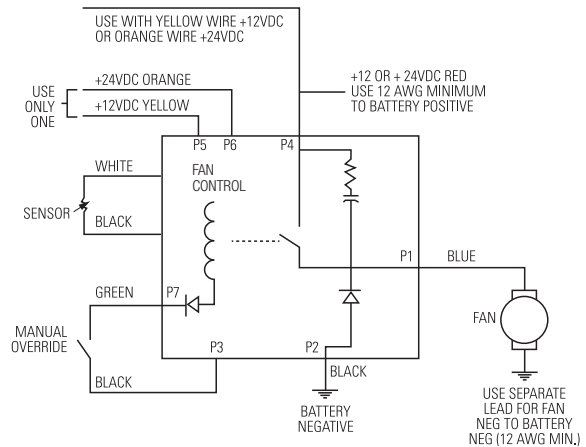 USE WITH YELLOW WIRE +12VDC
OR ORANGE WIRE +24VDC
+24VDC ORANGE
+12VDC YELLOW
USE
ONLY
ONE
+12 OR + 24VDC RED
USE 12 AWG MINIMUM
TO BATTERY POSITIVE
P5
P6
P4
WHITE
SENSOR
BLACK
FAN
CONTROL
P1
BLUE
GREEN
P7
MANUAL
OVERRIDE
BLACK
P3
P2
BLACK
BATTERY
NEGATIVE
FAN
USE SEPARATE
LEAD FOR FAN
NEG TO BATTERY
NEG (12 AWG MIN.)